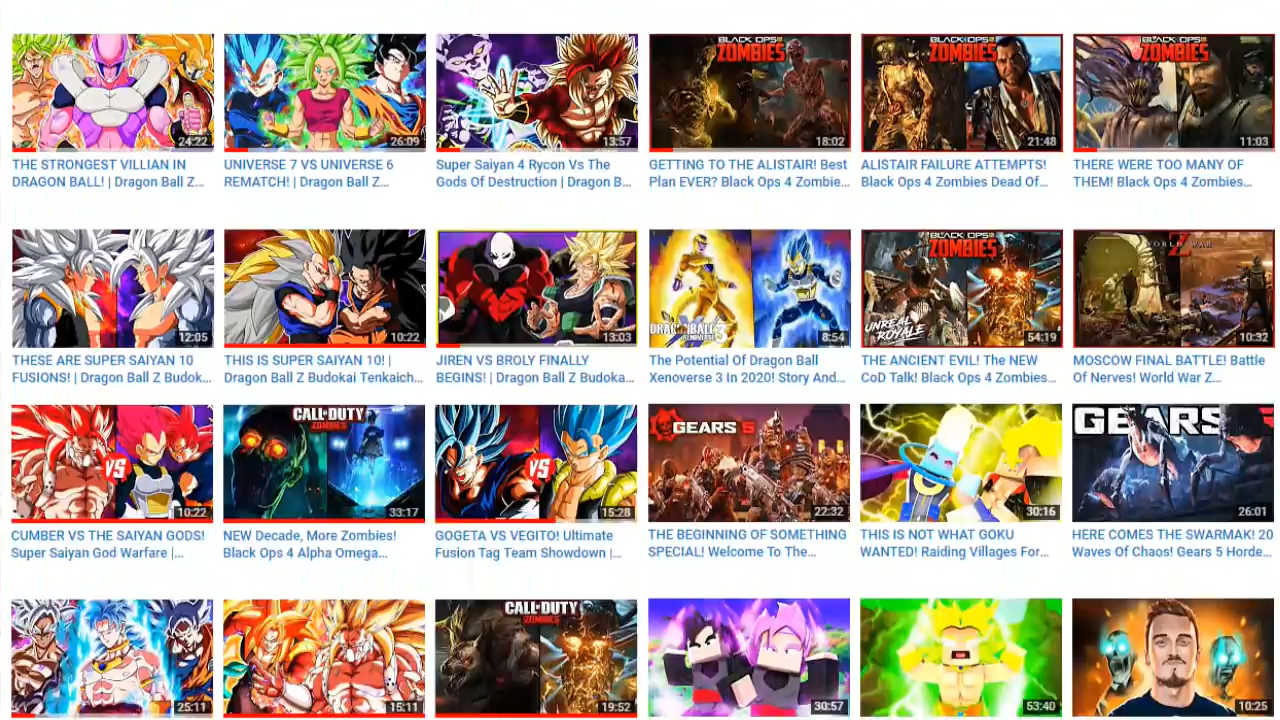 BLACK OPS
ZOMBIES
BLACK OPS
ZOMBIES
BLACK OPS
ZOMBIES
24:22
26:09
13:57
18:02
21:48
11:03
THE STRONGEST VILLIAN IN
DRAGON BALL! | Dragon Ball Z...
UNIVERSE 7 VS UNIVERSE 6
REMATCH! | Dragon Ball Z...
Super Saiyan 4 Rycon Vs The
Gods Of Destruction | Dragon B...
GETTING TO THE ALISTAIR! Best
Plan EVER? Black Ops 4 Zombie...
ALISTAIR FAILURE ATTEMPTS!
Black Ops 4 Zombies Dead Of...
THERE WERE TOO MANY OF
THEM! Black Ops 4 Zombies...
BLACK OPS
ZOMBIES
WORLD WAR
Z
DRAGONBALL
XENOVERSE
UNREAL
ROYALE
12:05
10:22
13:03
8:54
54:19
10:32
THESE ARE SUPER SAIYAN 10
FUSIONS! | Dragon Ball Z Budok...
THIS IS SUPER SAIYAN 10! |
Dragon Ball Z Budokai Tenkaich...
JIREN VS BROLY FINALLY
BEGINS! | Dragon Ball Z Budoka...
The Potential Of Dragon Ball
Xenoverse 3 In 2020! Story And...
THE ANCIENT EVIL! The NEW
CoD Talk! Black Ops 4 Zombies...
MOSCOW FINAL BATTLE! Battle
Of Nerves! World War Z...
VS
CALL OF DUTY
ZOMBIES
VS
GEARS 5
GEARS
10:22
33:17
15:28
22:32
30:16
26:01
CUMBER VS THE SAIYAN GODS!
Super Saiyan God Warfare |...
NEW Decade, More Zombies!
Black Ops 4 Alpha Omega...
GOGETA VS VEGITO! Ultimate
Fusion Tag Team Showdown |...
THE BEGINNING OF SOMETHING
SPECIAL! Welcome To The...
THIS IS NOT WHAT GOKU
WANTED! Raiding Villages For...
HERE COMES THE SWARMAK! 20
Waves Of Chaos! Gears 5 Horde...
CALL OF DUTY
ZOMBIES
25:11
15:11
19:52
30:57
53:40
10:25